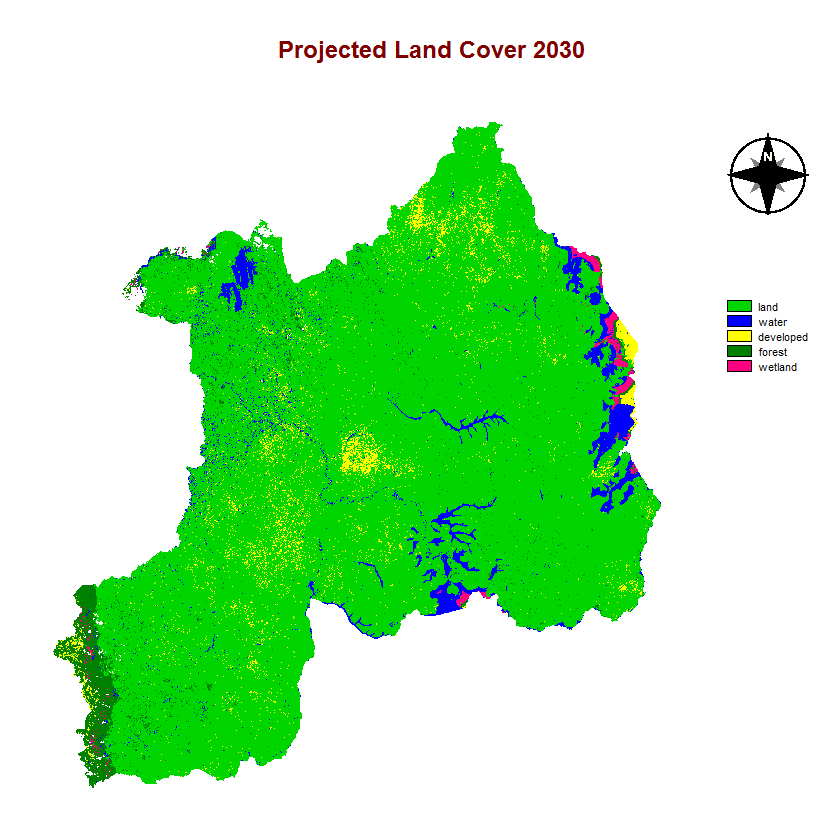 Projected Land Cover 2030
N
land
water
developed
forest
wetland